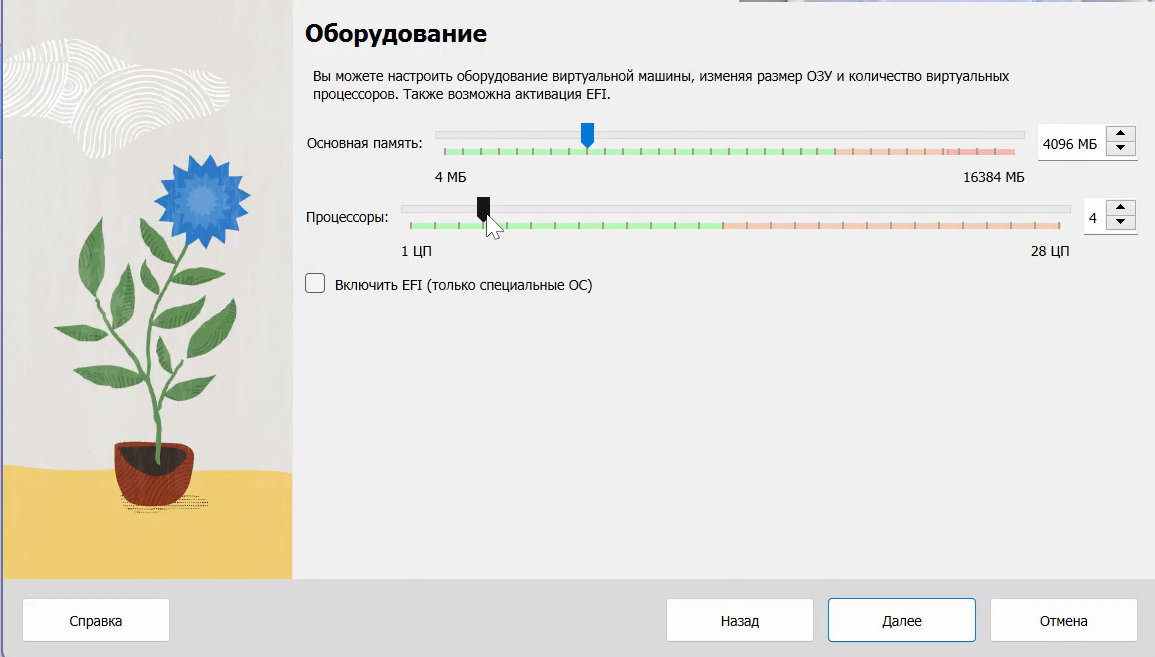 Оборудование
Вы можете настроить оборудование виртуальной машины, изменяя размер ОЗУ и количество виртуальных
процессоров. Также возможна активация EFI.
Основная память:
4096 МБ
4 МБ
16384 МБ
Процессоры:
4
1 ЦП
28 ЦП
Включить EFI (только специальные ОС)
Справка
Назад
Далее
Отмена